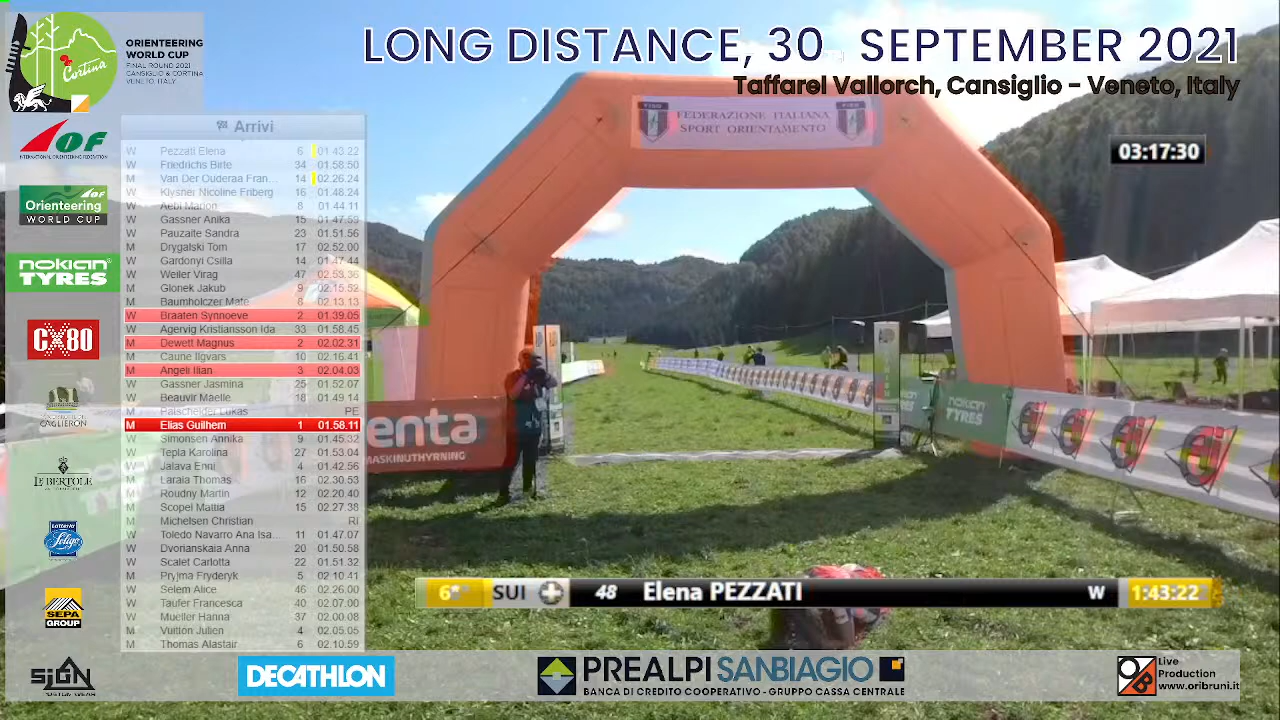 LONG DISTANCE, 30 SEPTEMBER 2021
Taffarel Vallorch, Cansiglio - Veneto, Italy
Cortina
ORIENTEERING
WORLD CUP
FINAL ROUND 2021
CANSIGLIO & CORTINA
VENETO, ITALY
FEDERAZIONE ITALIANA
SPORT ORIENTAMENTO
03:17:30
IOF
INTERNATIONAL ORIENTEERING FEDERATION
IOF
Orienteering
WORLD CUP
NOKIAN
TYRES
CX80
CAGLIERON
LE BERTOLE
Latteria
Soligo
SEPA
GROUP
Arrivi
W Pezzati Elena 6 01.43.22
W Friedrichs Birte 34 01.58.50
M Van Der Ouderaa Fran... 14 02.26.24
W Klysner Nicoline Friberg 16 01.48.24
W Aebi Marion 8 01.44.11
W Gassner Anika 15 01.47.59
W Pauzaite Sandra 23 01.51.56
M Drygalski Tom 17 02.52.00
W Gardonyi Csilla 14 01.47.44
W Weiler Virag 47 02.53.36
M Glonek Jakub 9 02.15.52
M Baumholczer Mate 8 02.13.13
W Braaten Synnoeve 2 01.39.05
W Agervig Kristiansson Ida 33 01.58.45
M Dewett Magnus 2 02.02.31
M Caune Ilgvars 10 02.16.41
M Angeli Ilian 3 02.04.03
W Gassner Jasmina 25 01.52.07
W Beauvir Maelle 18 01.49.14
M Patscheider Lukas PE
M Elias Guilhem 1 01.58.11
W Simonsen Annika 9 01.45.32
W Tepla Karolina 27 01.53.04
W Jalava Enni 4 01.42.56
M Laraia Thomas 16 02.30.53
M Roudny Martin 12 02.20.40
M Scopel Mattia 15 02.27.38
M Michelsen Christian RI
W Toledo Navarro Ana Isa... 11 01.47.07
W Dvorianskaia Anna 20 01.50.58
W Scalet Carlotta 22 01.51.32
M Pryjma Fryderyk 5 02.10.41
W Selem Alice 46 02.26.00
W Taufer Francesca 40 02.07.00
W Mueller Hanna 37 02.00.08
M Vuitton Julien 4 02.05.05
M Thomas Alastair 6 02.10.59
enta
MASKINUTHYRNING
NOKIAN
TYRES
6* SUI 48 Elena PEZZATI W 1:43:22
DECATHLON
PREALPI SANBIAGIO
BANCA DI CREDITO COOPERATIVO - GRUPPO CASSA CENTRALE
Live
Production
www.oribruni.it